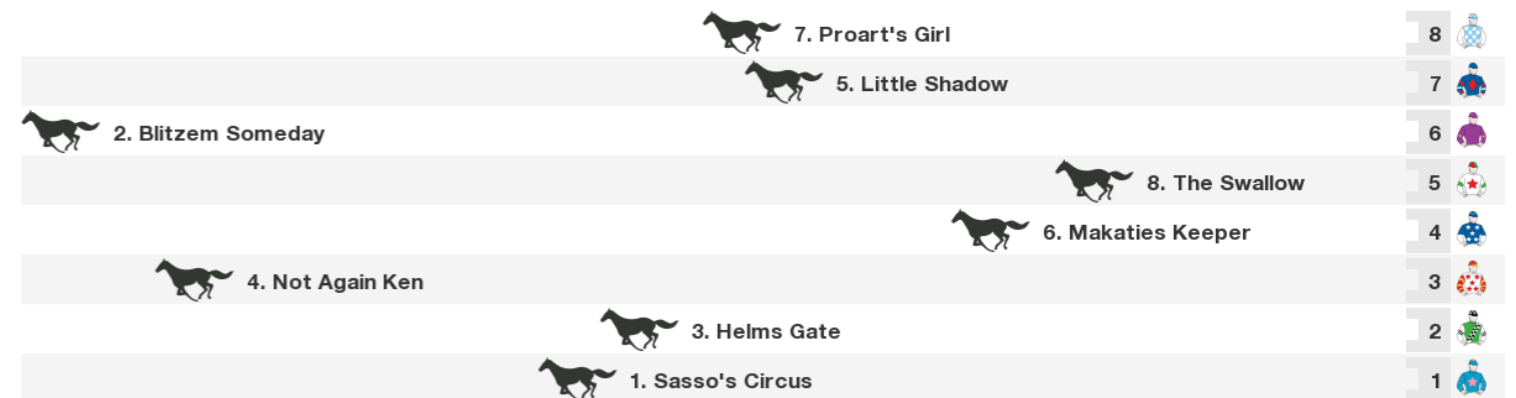 7. Proart's Girl 8
5. Little Shadow 7
2. Blitzem Someday 6
8. The Swallow 5
6. Makaties Keeper 4
4. Not Again Ken 3
3. Helms Gate 2
1. Sasso's Circus 1